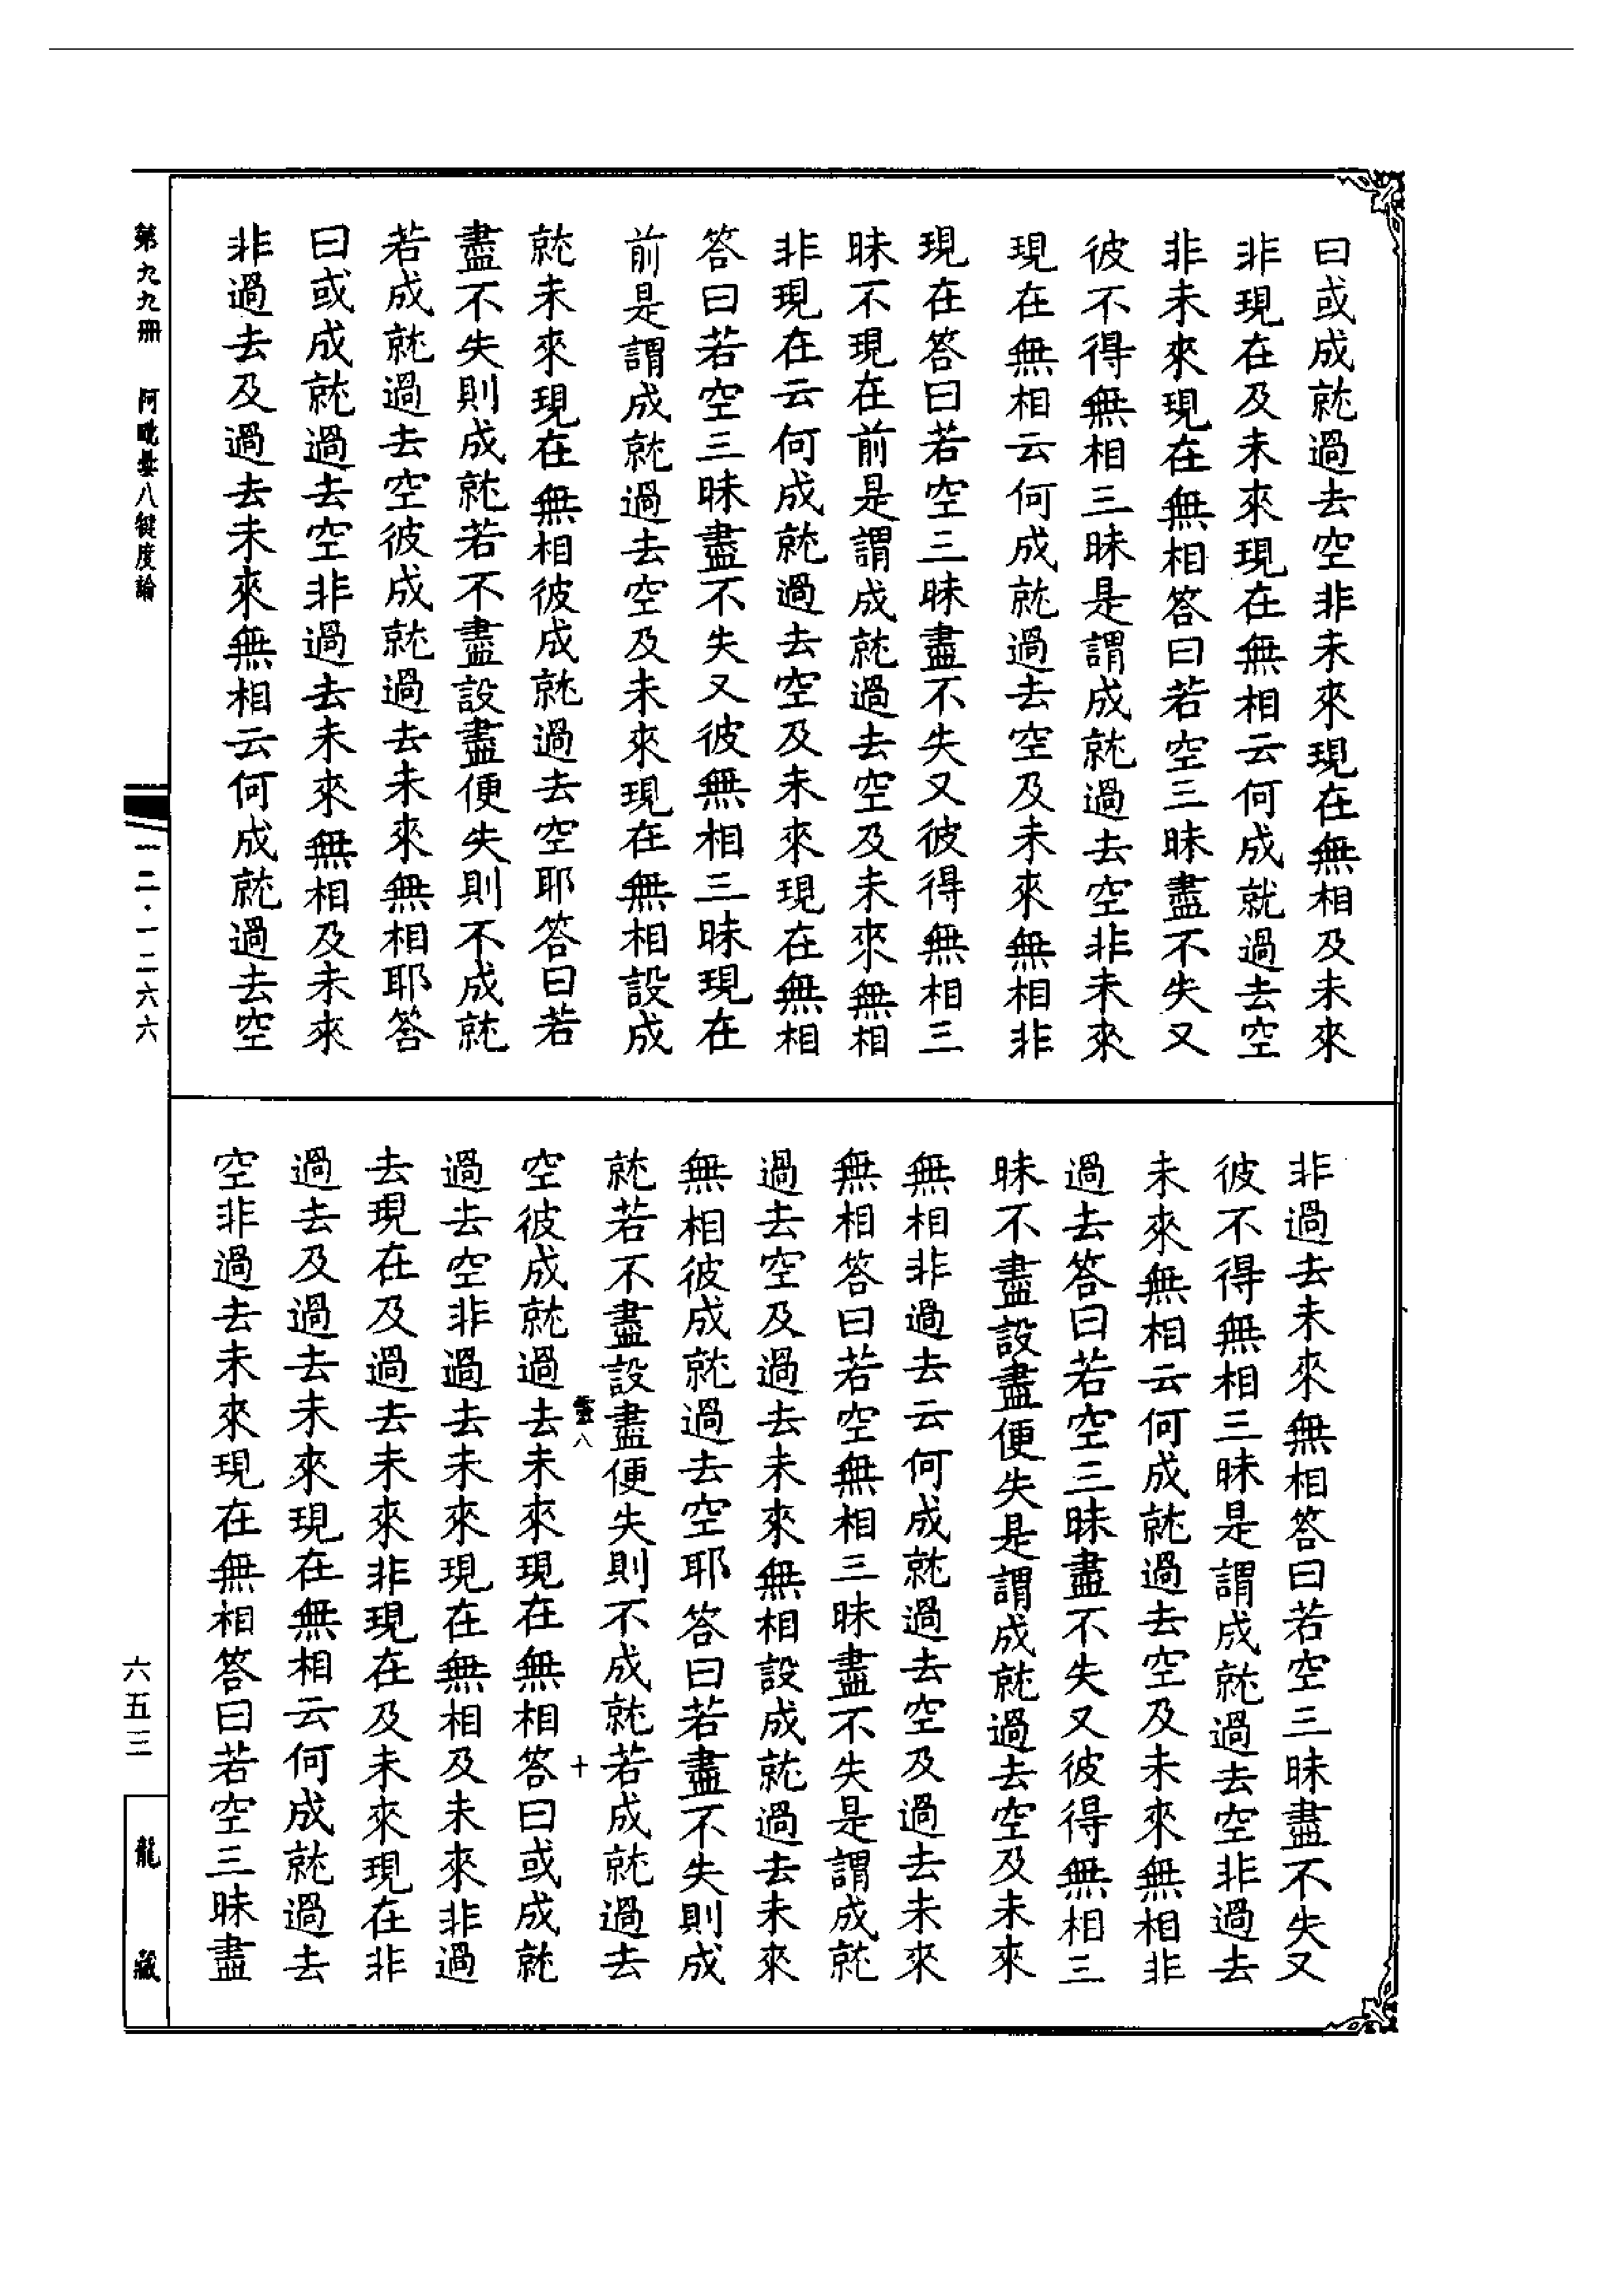 曰或成就過去空非未來現在無相及未來
非現在及未來現在無相云何成就過去空
非未來現在無相答曰若空三昧盡不失又
彼不得無相三昧是謂成就過去空非未來
現在無相云何成就過去空及未來無相非
現在答曰若空三昧盡不失又彼得無相三
昧不現在前是謂成就過去空及未來無相
非現在云何成就過去空及未來現在無相
答曰若空三昧盡不失又彼無相三昧現在
前是謂成就過去空及未來現在無相設成
就未來現在無相彼成就過去空耶答曰若
盡不失則成就若不盡設盡便失則不成就
若成就過去空彼成就過去未來無相耶答
曰或成就過去空非過去未來無相及未來
非過去及過去未來無相云何成就過去空
非過去未來無相答曰若空三昧盡不失又
彼不得無相三昧是謂成就過去空非過去
未來無相云何成就過去空及未來無相非
過去答曰若空三昧盡不失又彼得無相三
昧不盡設盡便失是謂成就過去空及未來
無相非過去云何成就過去空及過去未來
無相答曰若空無相三昧盡不失是謂成就
過去空及過去未來無相設成就過去未來
無相彼成就過去空耶答曰若盡不失則成
就若不盡設盡便失則不成就若成就過去
八 十
空彼成就過去未來現在無相答曰或成就
過去空非過去未來現在無相及未來非過
去現在及過去未來非現在及未來現在非
過去及過去未來現在無相云何成就過去
空非過去未來現在無相答曰若空三昧盡
第九九冊 阿毗曇八犍度論
一二·一二六六
六五三
龍藏